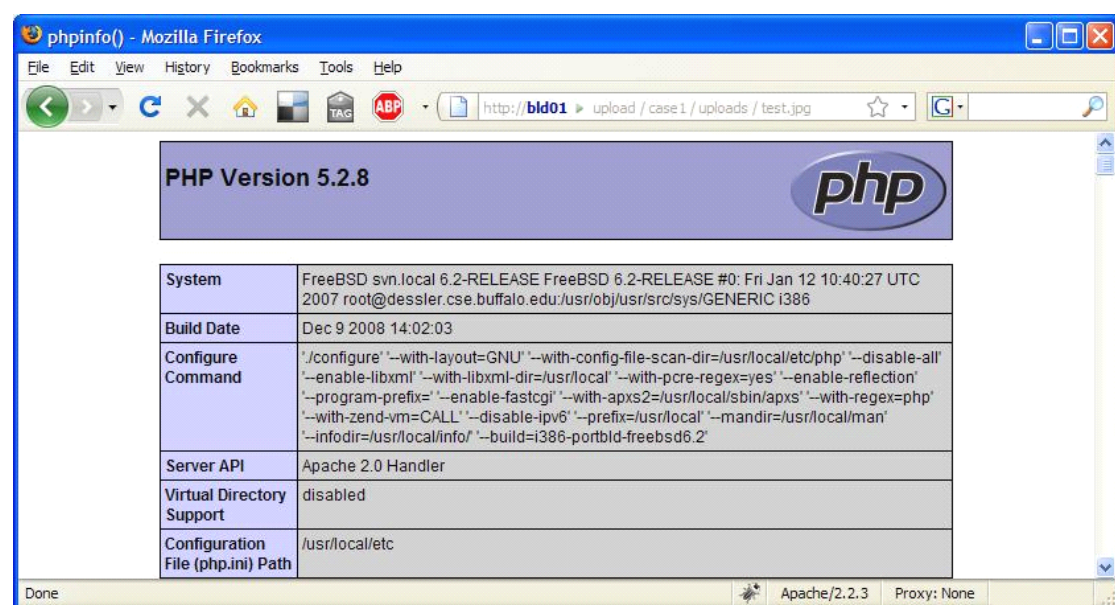 phpinfo() - Mozilla Firefox
File Edit View History Bookmarks Tools Help
TAG
ABP
http://bld01 ▸ upload / case1 / uploads / test.jpg
G
PHP Version 5.2.8
php
System
FreeBSD svn.local 6.2-RELEASE FreeBSD 6.2-RELEASE #0: Fri Jan 12 10:40:27 UTC
2007 root@dessler.cse.buffalo.edu:/usr/obj/usr/src/sys/GENERIC i386
Build Date
Dec 9 2008 14:02:03
Configure
Command
'./configure' '--with-layout=GNU' '--with-config-file-scan-dir=/usr/local/etc/php' '--disable-all'
'--enable-libxml' '--with-libxml-dir=/usr/local' '--with-pcre-regex=yes' '--enable-reflection'
'--program-prefix=' '--enable-fastcgi' '--with-apxs2=/usr/local/sbin/apxs' '--with-regex=php'
'--with-zend-vm=CALL' '--disable-ipv6' '--prefix=/usr/local' '--mandir=/usr/local/man'
'--infodir=/usr/local/info/' '--build=i386-portbld-freebsd6.2'
Server API
Apache 2.0 Handler
Virtual Directory
Support
disabled
Configuration
File (php.ini) Path
/usr/local/etc
Done
Apache/2.2.3
Proxy: None